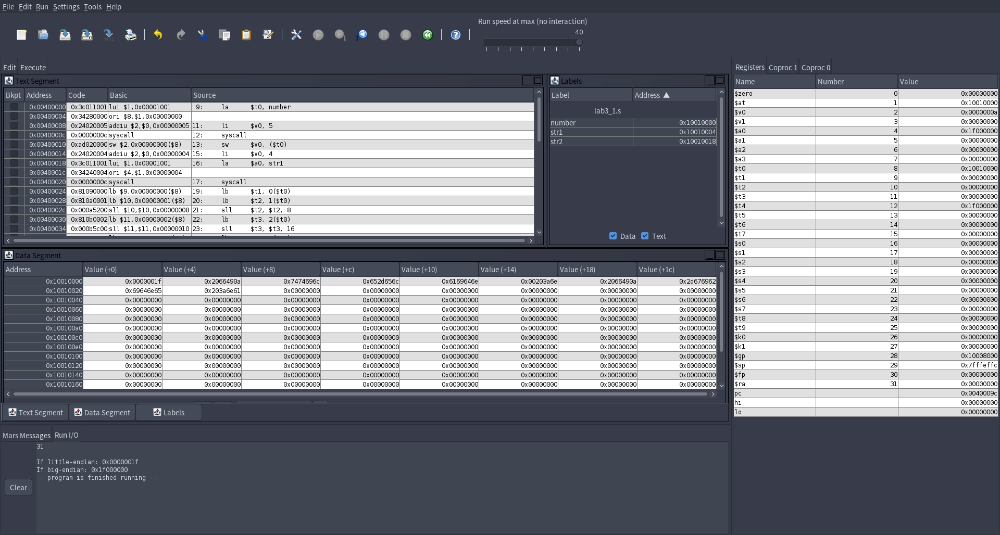 File Edit Run Settings Tools Help
Run speed at max (no interaction)
40
Edit Execute
Text Segment
Bkpt Address Code Basic Source
0x00400000 0x3c011001 lui $1,0x00001001 9: la $t0, number
0x00400004 0x34280000 ori $8,$1,0x00000000
0x00400008 0x24020005 addiu $2,$0,0x00000005 11: li $v0, 5
0x0040000c 0x0000000c syscall 12: syscall
0x00400010 0xad020000 sw $2,0x00000000($8) 13: sw $v0, ($t0)
0x00400014 0x24020004 addiu $2,$0,0x00000004 15: li $v0, 4
0x00400018 0x3c011001 lui $1,0x00001001 16: la $a0, str1
0x0040001c 0x34240004 ori $4,$1,0x00000004
0x00400020 0x0000000c syscall 17: syscall
0x00400024 0x81090000 lb $9,0x00000000($8) 19: lb $t1, 0($t0)
0x00400028 0x810a0001 lb $10,0x00000001($8) 20: lb $t2, 1($t0)
0x0040002c 0x000a5200 sll $10,$10,0x00000008 21: sll $t2, $t2, 8
0x00400030 0x810b0002 lb $11,0x00000002($8) 22: lb $t3, 2($t0)
0x00400034 0x000b5c00 sll $11,$11,0x00000010 23: sll $t3, $t3, 16
Labels
Label Address ▲
lab3_1.s
number 0x10010000
str1 0x10010004
str2 0x10010018
Data Text
Data Segment
Address Value (+0) Value (+4) Value (+8) Value (+c) Value (+10) Value (+14) Value (+18) Value (+1c)
0x10010000 0x0000001f 0x2066490a 0x7474696c 0x652d656c 0x6169646e 0x00203a6e 0x2066490a 0x2d676962
0x10010020 0x69646e65 0x203a6e61 0x00000000 0x00000000 0x00000000 0x00000000 0x00000000 0x00000000
0x10010040 0x00000000 0x00000000 0x00000000 0x00000000 0x00000000 0x00000000 0x00000000 0x00000000
0x10010060 0x00000000 0x00000000 0x00000000 0x00000000 0x00000000 0x00000000 0x00000000 0x00000000
0x10010080 0x00000000 0x00000000 0x00000000 0x00000000 0x00000000 0x00000000 0x00000000 0x00000000
0x100100a0 0x00000000 0x00000000 0x00000000 0x00000000 0x00000000 0x00000000 0x00000000 0x00000000
0x100100c0 0x00000000 0x00000000 0x00000000 0x00000000 0x00000000 0x00000000 0x00000000 0x00000000
0x100100e0 0x00000000 0x00000000 0x00000000 0x00000000 0x00000000 0x00000000 0x00000000 0x00000000
0x10010100 0x00000000 0x00000000 0x00000000 0x00000000 0x00000000 0x00000000 0x00000000 0x00000000
0x10010120 0x00000000 0x00000000 0x00000000 0x00000000 0x00000000 0x00000000 0x00000000 0x00000000
0x10010140 0x00000000 0x00000000 0x00000000 0x00000000 0x00000000 0x00000000 0x00000000 0x00000000
0x10010160 0x00000000 0x00000000 0x00000000 0x00000000 0x00000000 0x00000000 0x00000000 0x00000000
Text Segment Data Segment Labels
Mars Messages Run I/O
31
If little-endian: 0x0000001f
If big-endian: 0x1f000000
-- program is finished running --
Clear
Registers Coproc 1 Coproc 0
Name Number Value
$zero 0 0x00000000
$at 1 0x10010000
$v0 2 0x0000000a
$v1 3 0x00000000
$a0 4 0x1f000000
$a1 5 0x00000000
$a2 6 0x00000000
$a3 7 0x00000000
$t0 8 0x10010000
$t1 9 0x00000000
$t2 10 0x00000000
$t3 11 0x00000000
$t4 12 0x1f000000
$t5 13 0x00000000
$t6 14 0x00000000
$t7 15 0x00000000
$s0 16 0x00000000
$s1 17 0x00000000
$s2 18 0x00000000
$s3 19 0x00000000
$s4 20 0x00000000
$s5 21 0x00000000
$s6 22 0x00000000
$s7 23 0x00000000
$t8 24 0x00000000
$t9 25 0x00000000
$k0 26 0x00000000
$k1 27 0x00000000
$gp 28 0x10008000
$sp 29 0x7fffeffc
$fp 30 0x00000000
$ra 31 0x00000000
pc 0x0040009c
hi 0x00000000
lo 0x00000000